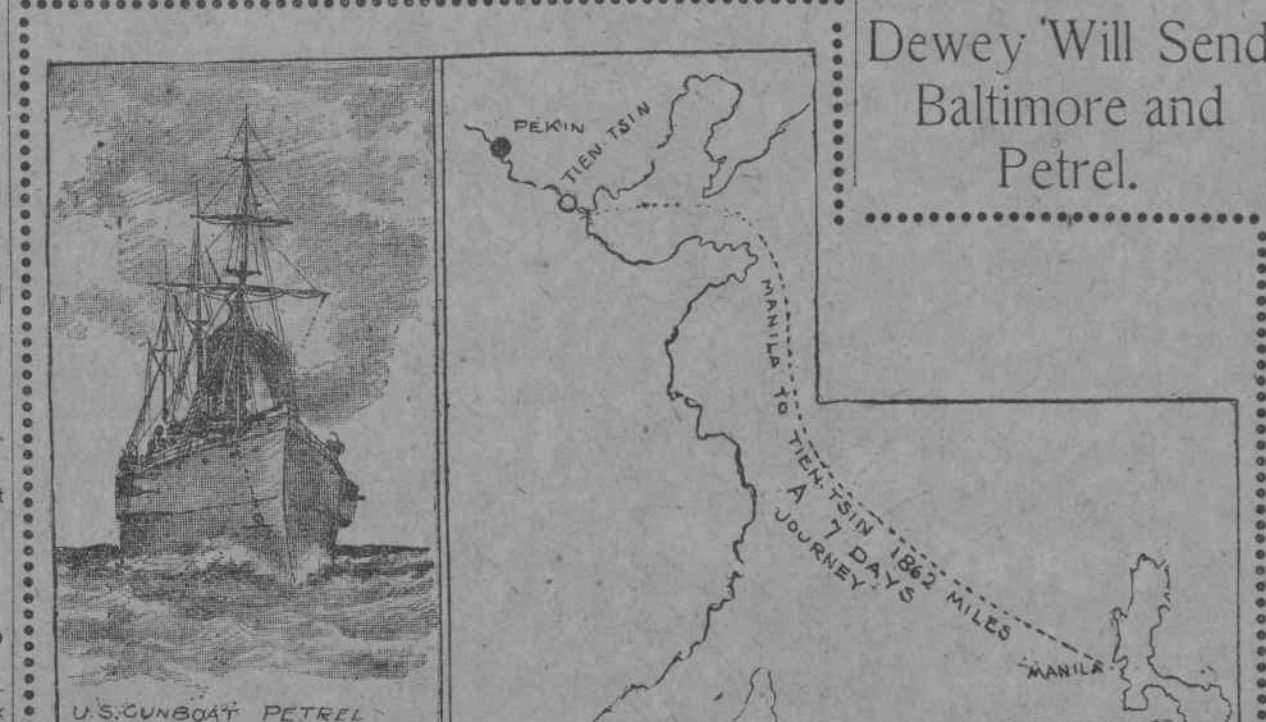 Dewey Will Send
Baltimore and
Petrel.
PEKIN
TIEN TSIN
MANILA TO TIEN-TSIN 1862 MILES
A 7 DAYS
JOURNEY.
MANILA
U.S. GUNBOAT PETREL